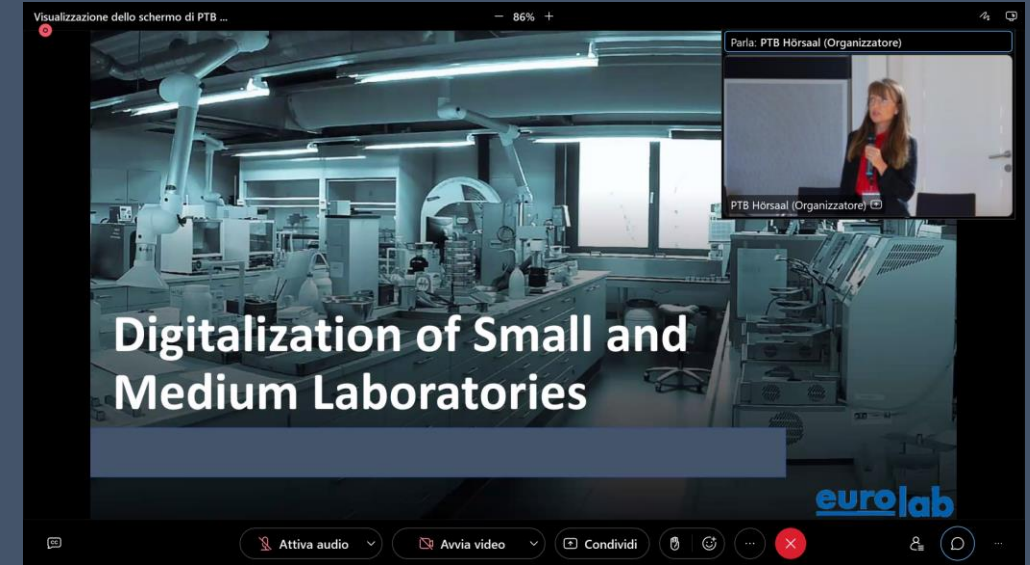 Visualizzazione dello schermo di PTB ...
− 86% +
Parla: PTB Hörsaal (Organizzatore)
PTB Hörsaal (Organizzatore)
Digitalization of Small and
Medium Laboratories
eurolab
CC
Attiva audio
Avvia video
Condividi